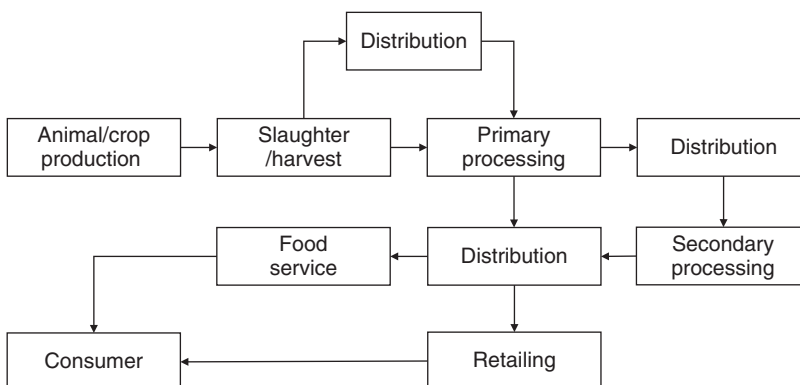 Distribution
Animal/crop
production
Slaughter
/harvest
Primary
processing
Distribution
Food
service
Distribution
Secondary
processing
Consumer
Retailing